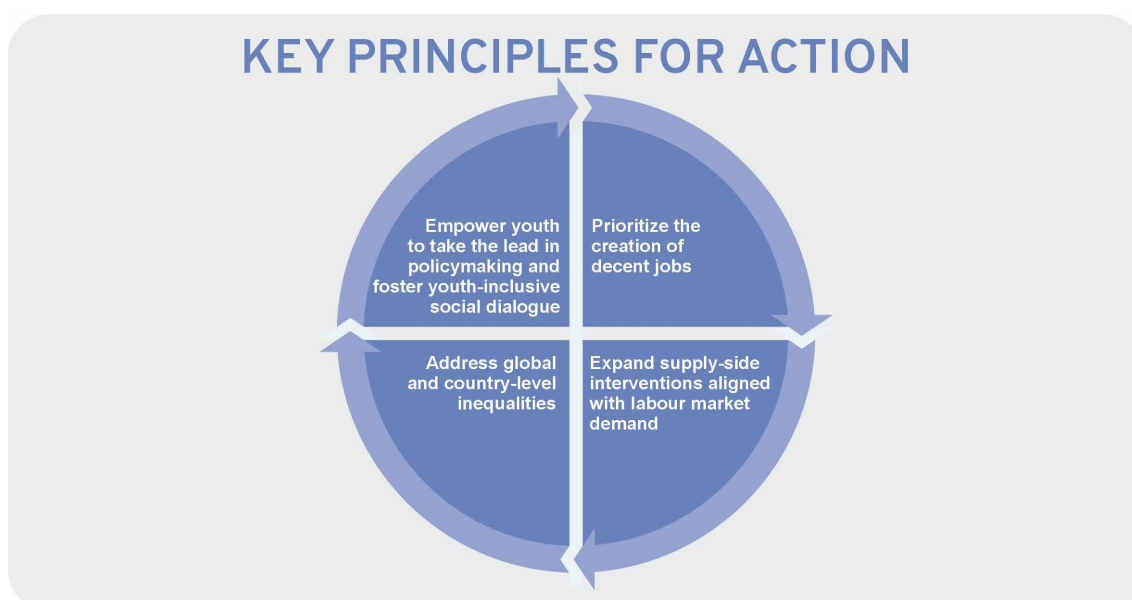 KEY PRINCIPLES FOR ACTION
Empower youth
to take the lead in
policymaking and
foster youth-inclusive
social dialogue
Prioritize the
creation of
decent jobs
Address global
and country-level
inequalities
Expand supply-side
interventions aligned
with labour market
demand